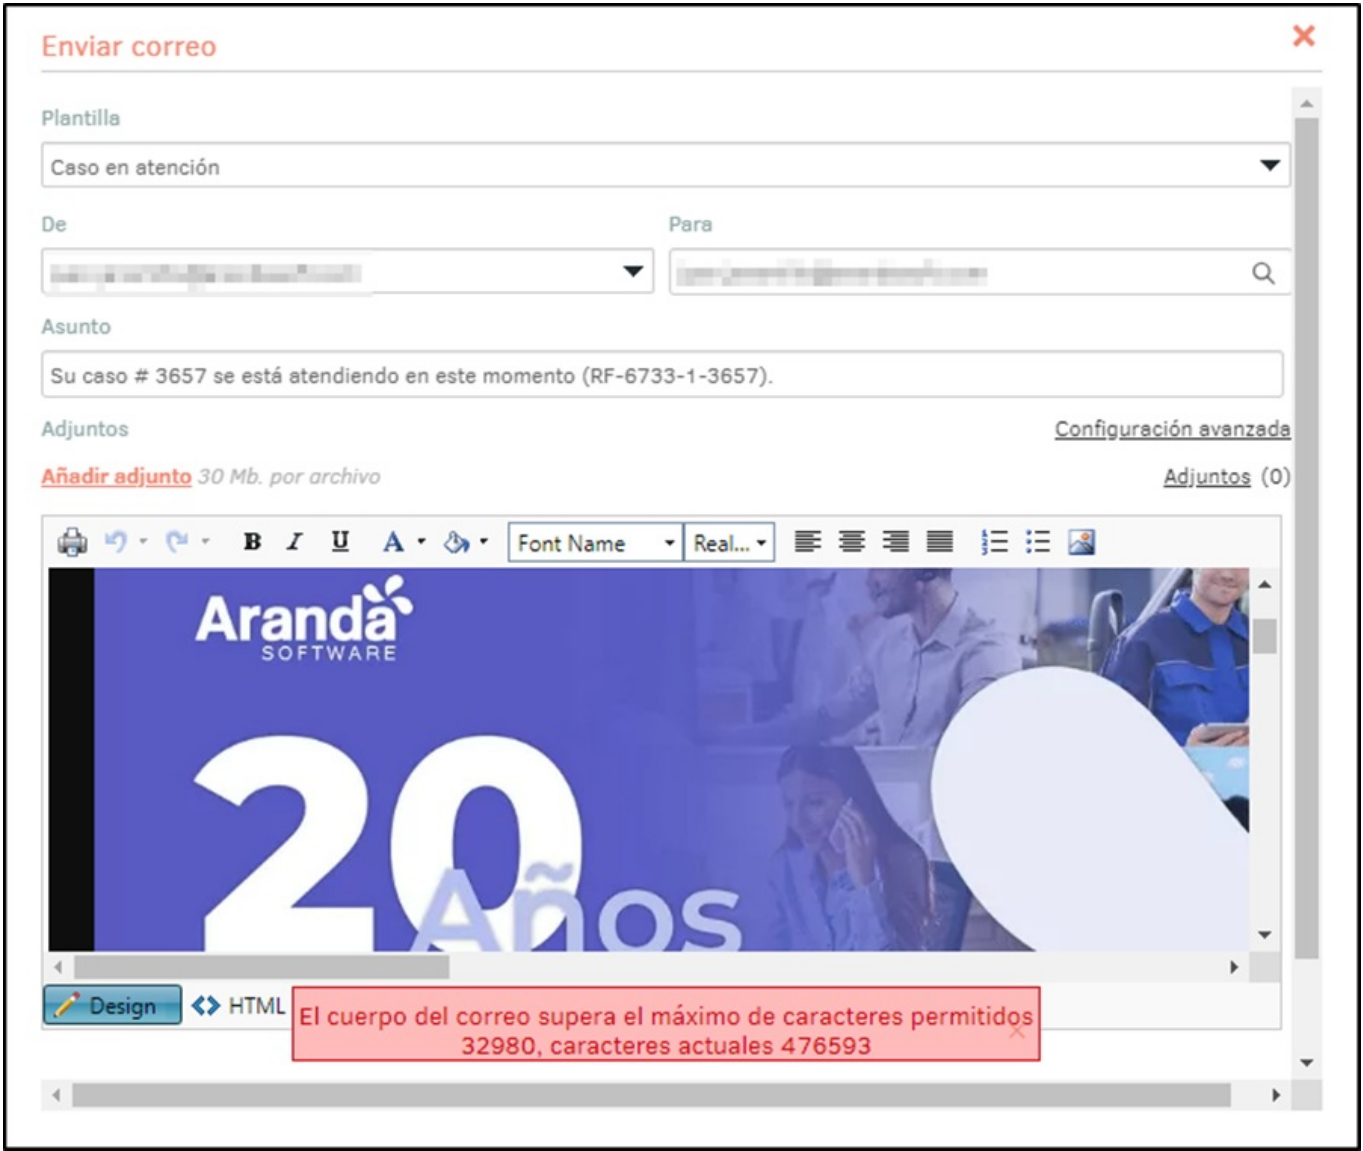 Enviar correo
Plantilla
Caso en atención
De
Para
Asunto
Su caso # 3657 se está atendiendo en este momento (RF-6733-1-3657).
Adjuntos
Configuración avanzada
Añadir adjunto 30 Mb. por archivo
Adjuntos (0)
B I U A Font Name Real...
Aranda
SOFTWARE
20
Años
Design HTML
El cuerpo del correo supera el máximo de caracteres permitidos
32980, caracteres actuales 476593